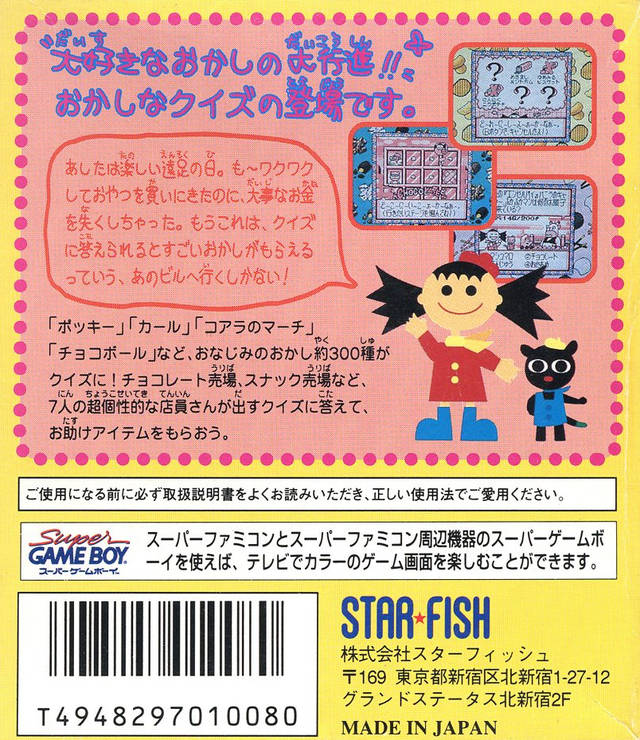 大好きなおかしの大行進!!
おかしなクイズの登場です。
あしたは楽しい遠足の日。も〜ワクワク
しておやつを買いにきたのに、大事なお金
を失くしちゃった。もうこれは、クイズ
に答えられるとすごいおかしがもらえる
っていう、あのビルへ行くしかない!
「ポッキー」「カール」「コアラのマーチ」
「チョコボール」など、おなじみのおかし約300種が
クイズに!チョコレート売場、スナック売場など、
7人の超個性的な店員さんが出すクイズに答えて、
お助けアイテムをもらおう。
ご使用になる前に必ず取扱説明書をよくお読みいただき、正しい使用法でご愛用ください。
Super
GAME BOY
スーパーゲームボーイ
スーパーファミコンとスーパーファミコン周辺機器のスーパーゲームボ
ーイを使えば、テレビでカラーのゲーム画面を楽しむことができます。
T4948297010080
STAR★FISH
株式会社スターフィッシュ
〒169 東京都新宿区北新宿1-27-12
グランドステータス北新宿2F
MADE IN JAPAN